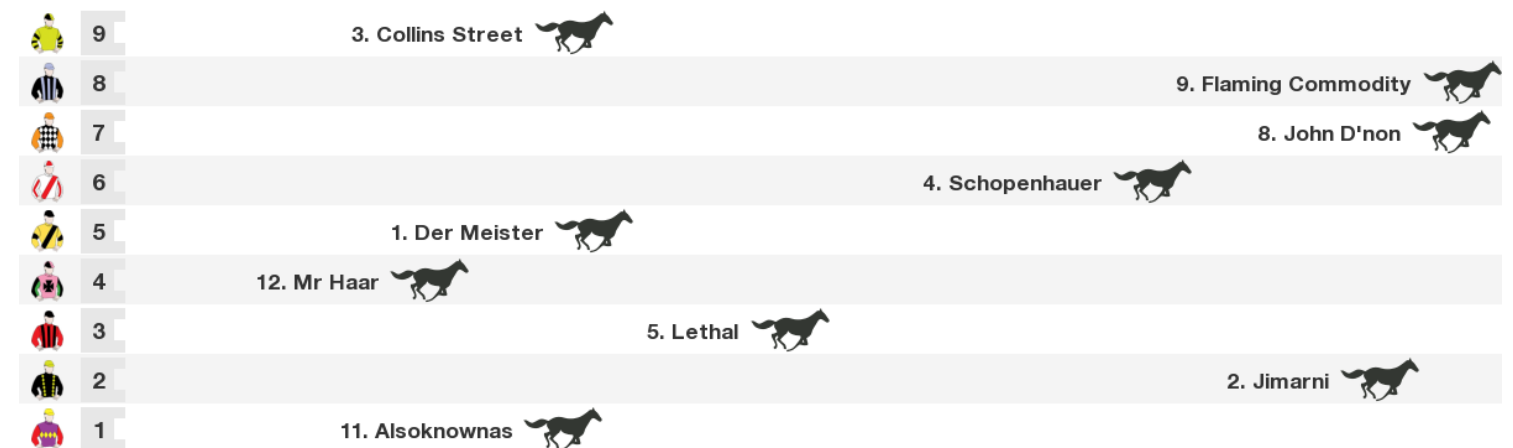 9 3. Collins Street
8 9. Flaming Commodity
7 8. John D'non
6 4. Schopenhauer
5 1. Der Meister
4 12. Mr Haar
3 5. Lethal
2 2. Jimarni
1 11. Alsoknownas